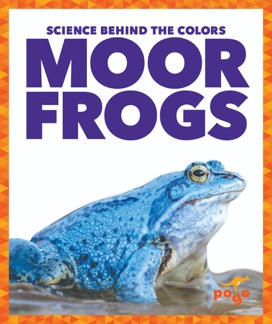 SCIENCE BEHIND THE COLORS
MOOR
FROGS
pogo